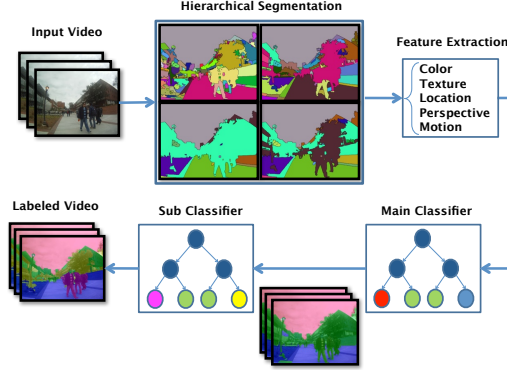 Hierarchical Segmentation
Input Video
Feature Extraction
Color
Texture
Location
Perspective
Motion
Labeled Video
Sub Classifier
Main Classifier